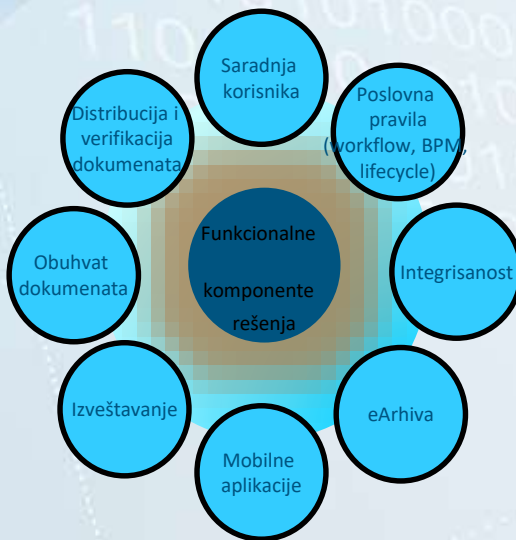 Saradnja
korisnika
Poslovna
pravila
(workflow, BPM,
lifecycle)
Integrisanost
eArhiva
Mobilne
aplikacije
Izveštavanje
Obuhvat
dokumenata
Distribucija i
verifikacija
dokumenata
Funkcionalne
komponente
rešenja